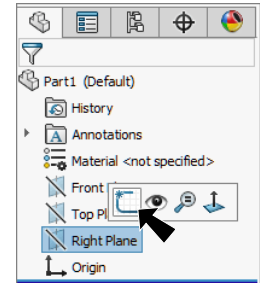 Part1 (Default)
History
Annotations
Material <not specified>
Front
Top Pl
Right Plane
Origin